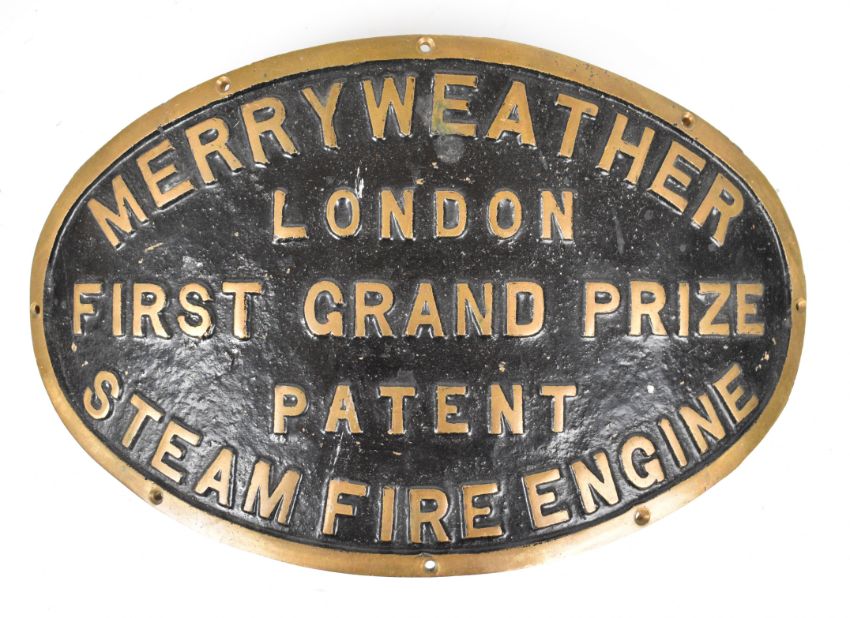 MERRYWEATHER
LONDON
FIRST GRAND PRIZE
PATENT
STEAM FIRE ENGINE